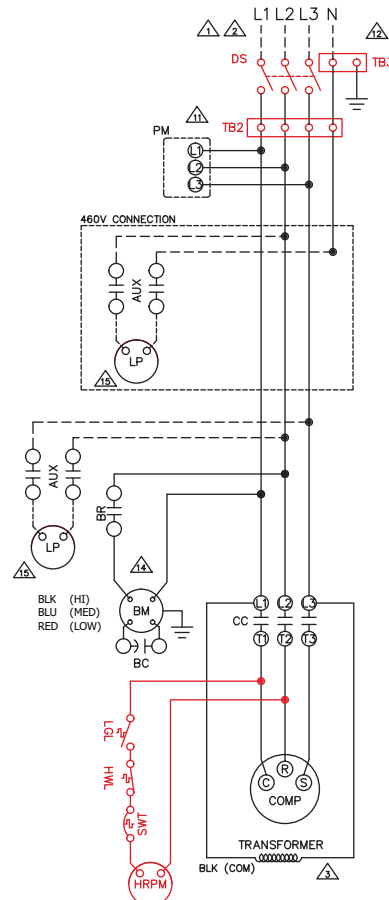 L1 L2 L3 N
1 2 12
DS
TB3
TB2
11
PM
L1
L2
L3
460V CONNECTION
AUX
LP
15
AUX
LP
15
BR
14
BLK (HI)
BLU (MED)
RED (LOW)
BM
BC
L1 L2 L3
CC
T1 T2 T3
LGL
HWL
SWT
HRPM
R
C S
COMP
TRANSFORMER
BLK (COM)
3